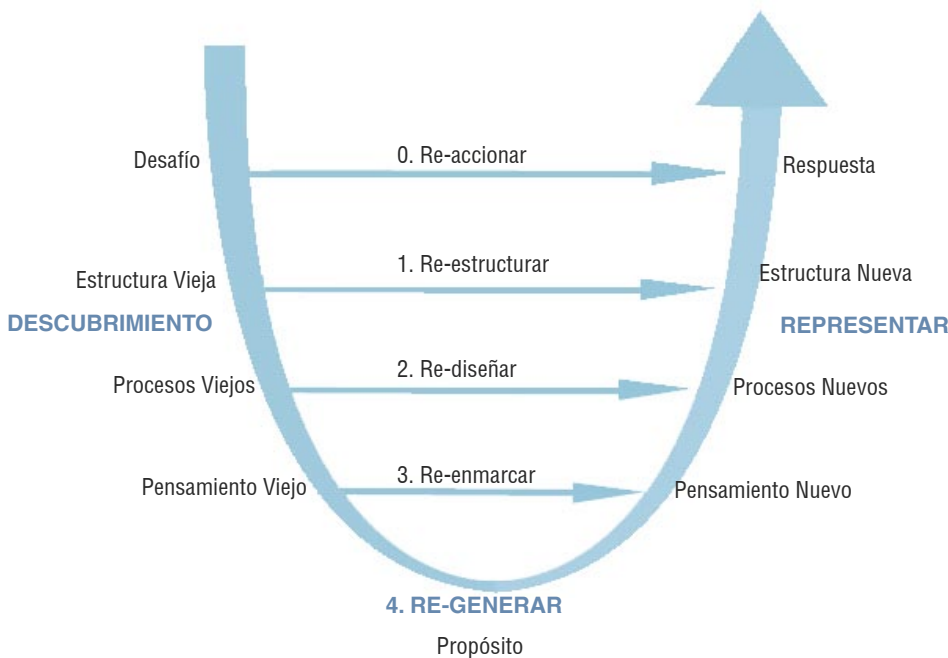 Desafío
0. Re-accionar
Respuesta
Estructura Vieja
1. Re-estructurar
Estructura Nueva
DESCUBRIMIENTO
REPRESENTAR
Procesos Viejos
2. Re-diseñar
Procesos Nuevos
Pensamiento Viejo
3. Re-enmarcar
Pensamiento Nuevo
4. RE-GENERAR
Propósito